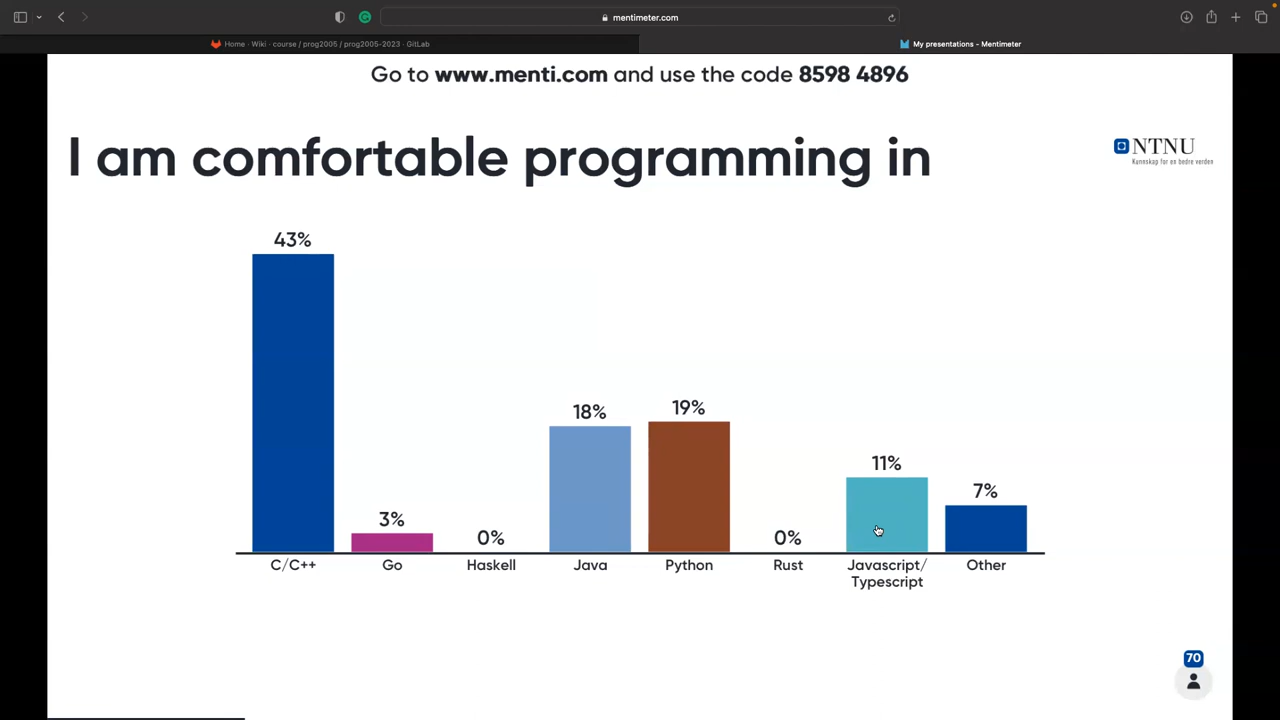 mentimeter.com
Home · Wiki · course / prog2005 / prog2005-2023 · GitLab
My presentations - Mentimeter
Go to www.menti.com and use the code 8598 4896
I am comfortable programming in
NTNU
Kunnskap for en bedre verden
43%
18%
19%
11%
7%
3%
0%
0%
C/C++
Go
Haskell
Java
Python
Rust
Javascript/
Typescript
Other
70